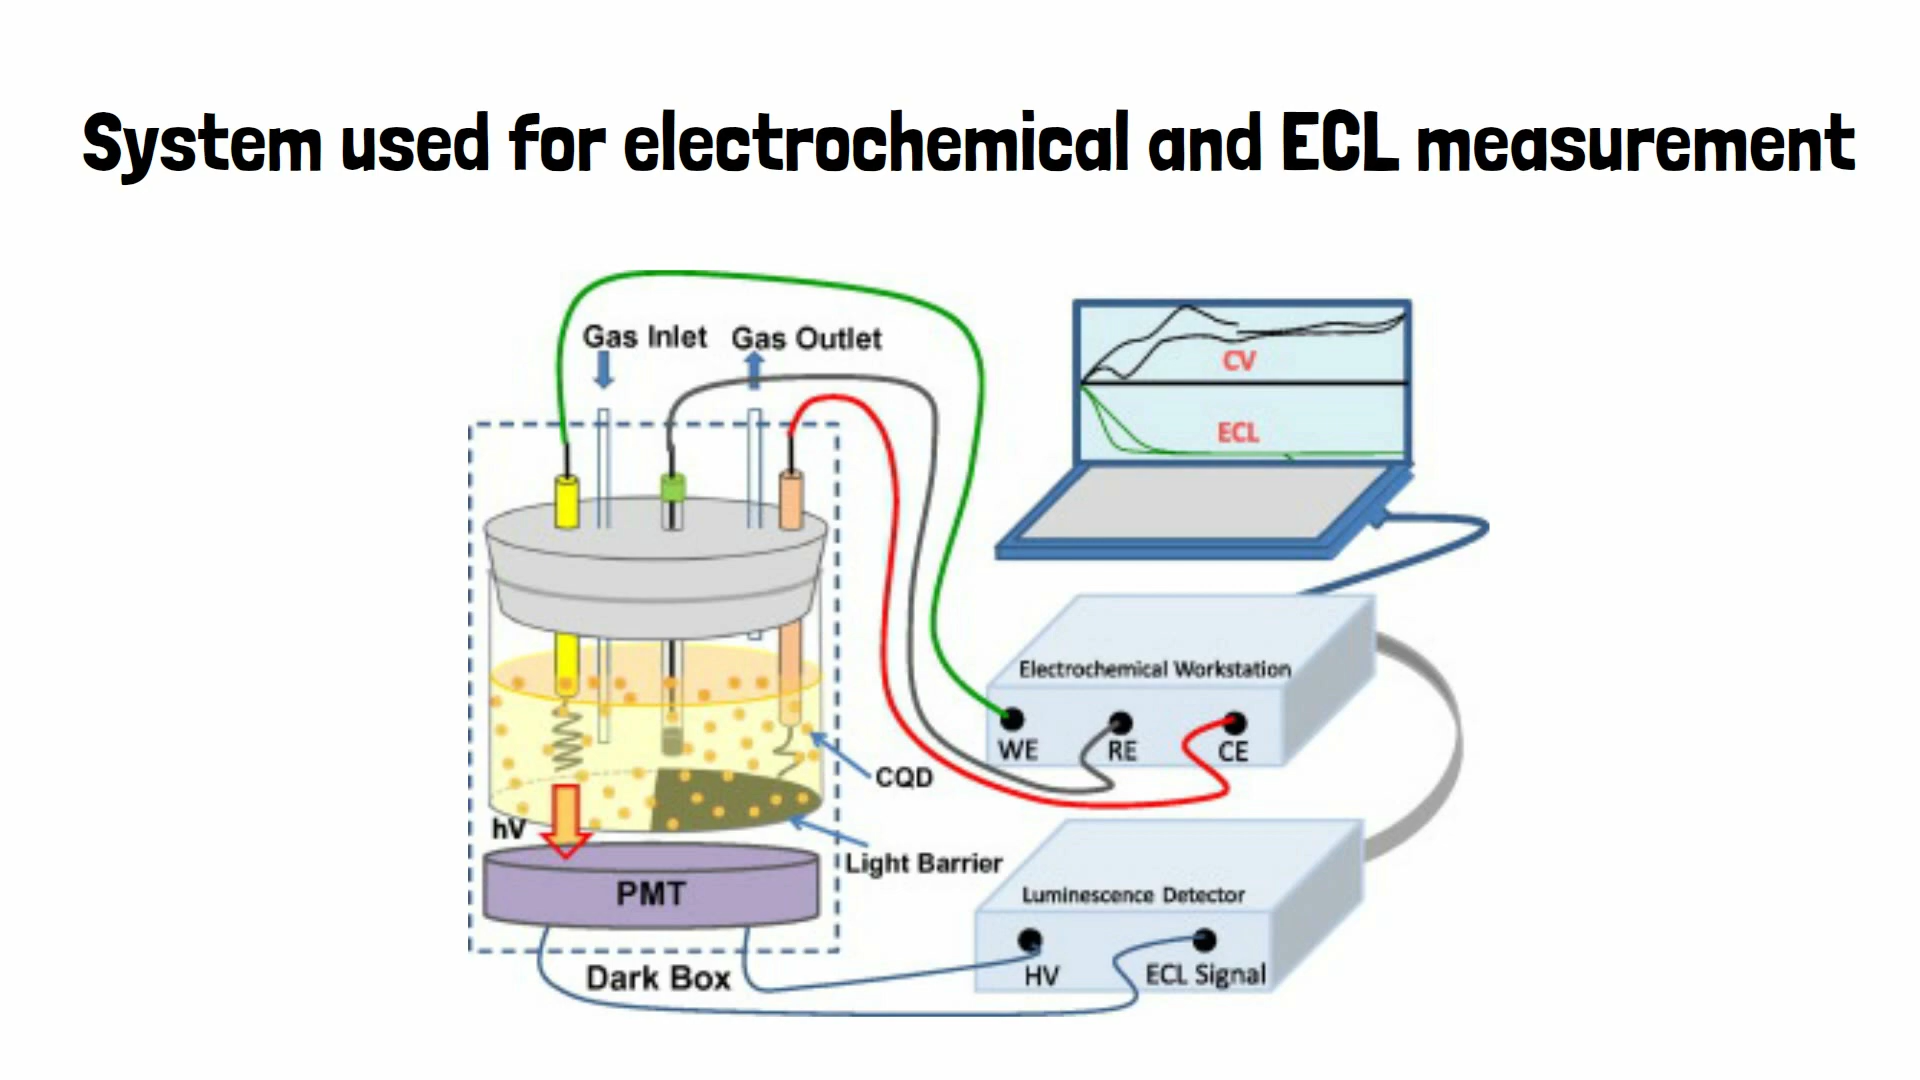 System used for electrochemical and ECL measurement
Gas Inlet
Gas Outlet
CV
ECL
Electrochemical Workstation
WE
RE
CE
CQD
hV
Light Barrier
PMT
Luminescence Detector
HV
ECL Signal
Dark Box